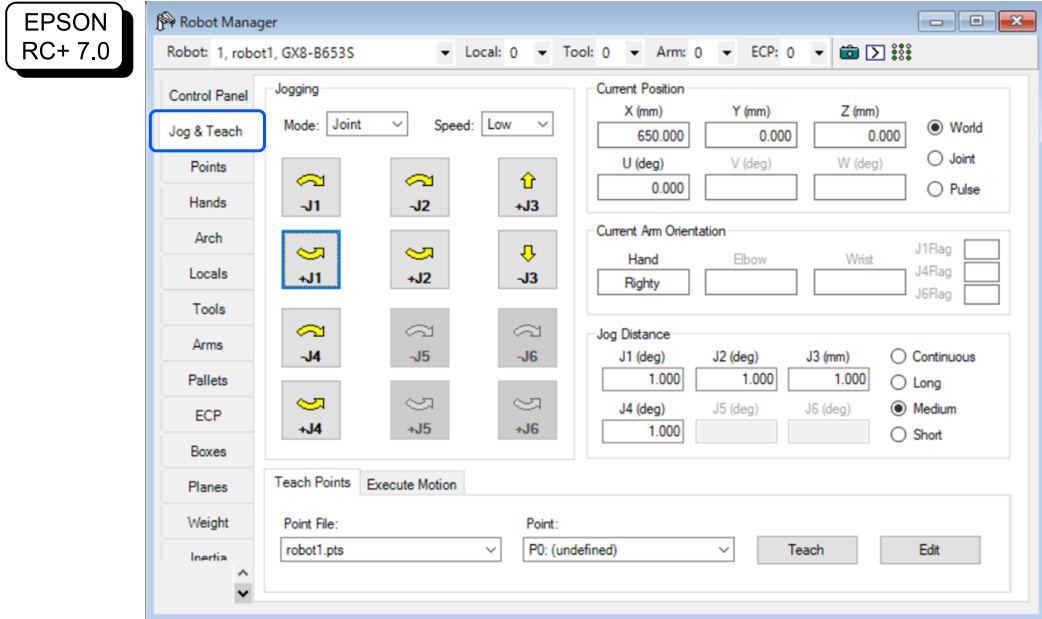 EPSON
RC+ 7.0
Robot Manager
Robot: 1, robot1, GX8-B653S Local: 0 Tool: 0 Arm: 0 ECP: 0
Control Panel
Jog & Teach
Points
Hands
Arch
Locals
Tools
Arms
Pallets
ECP
Boxes
Planes
Weight
Inertia
Jogging
Mode: Joint Speed: Low
-J1 -J2 +J3
+J1 +J2 -J3
-J4 -J5 -J6
+J4 +J5 +J6
Current Position
X (mm) Y (mm) Z (mm)
650.000 0.000 0.000
U (deg) V (deg) W (deg)
0.000
World
Joint
Pulse
Current Arm Orientation
Hand Elbow Wrist
Righty
J1Flag
J4Flag
J6Flag
Jog Distance
J1 (deg) J2 (deg) J3 (mm)
1.000 1.000 1.000
J4 (deg) J5 (deg) J6 (deg)
1.000
Continuous
Long
Medium
Short
Teach Points Execute Motion
Point File: Point:
robot1.pts P0: (undefined) Teach Edit